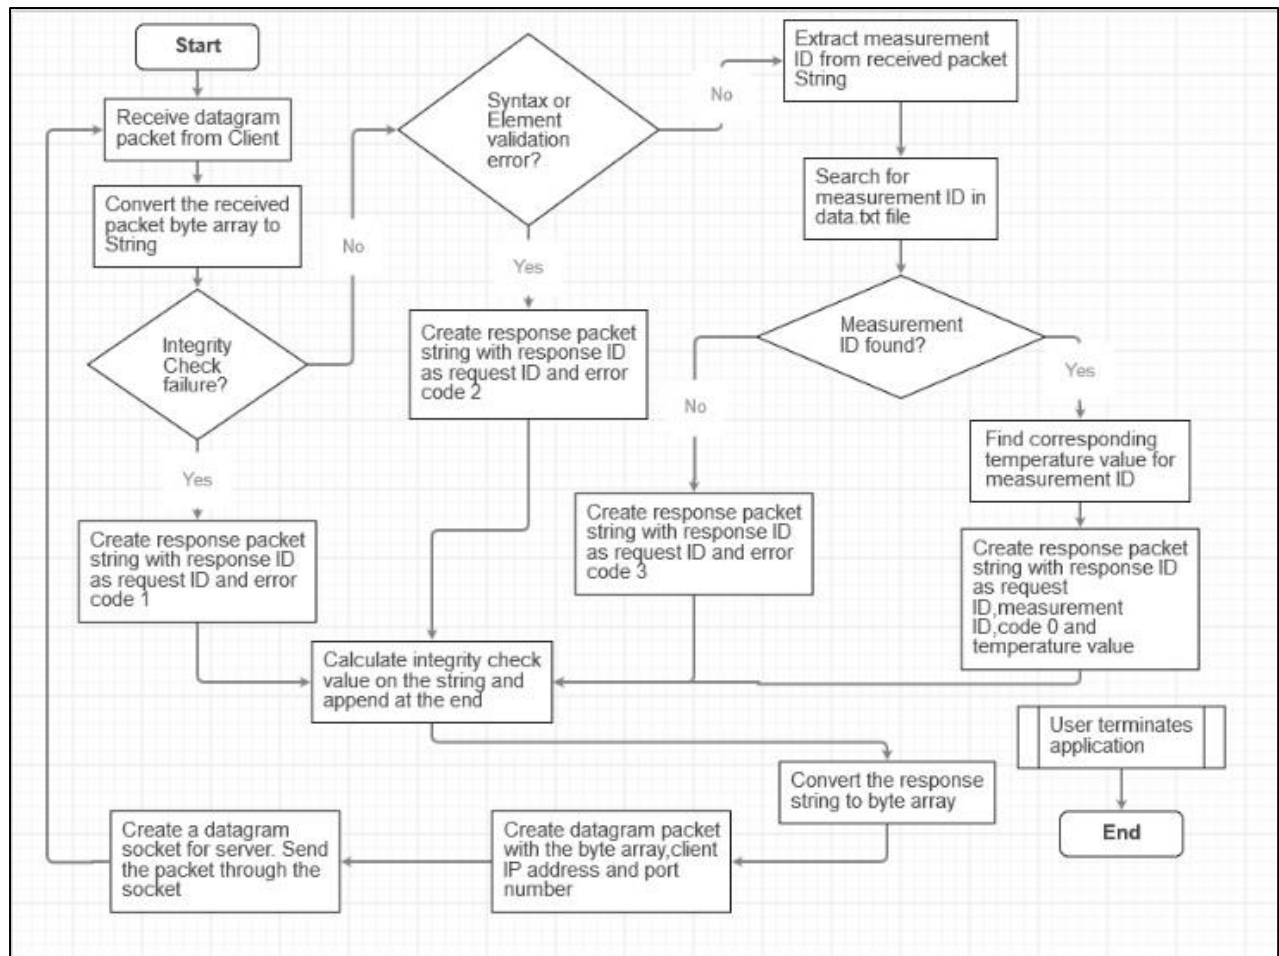 Start
Receive datagram
packet from Client
Convert the received
packet byte array to
String
Integrity
Check
failure?
Yes
Create response packet
string with response ID
as request ID and error
code 1
No
Syntax or
Element
validation
error?
Yes
Create response packet
string with response ID
as request ID and error
code 2
No
Extract measurement
ID from received packet
String
Search for
measurement ID in
data.txt file
Measurement
ID found?
No
Create response packet
string with response ID
as request ID and error
code 3
Yes
Find corresponding
temperature value for
measurement ID
Create response packet
string with response ID
as request
ID,measurement
ID,code 0 and
temperature value
Calculate integrity check
value on the string and
append at the end
Convert the response
string to byte array
Create datagram packet
with the byte array,client
IP address and port
number
Create a datagram
socket for server. Send
the packet through the
socket
User terminates
application
End